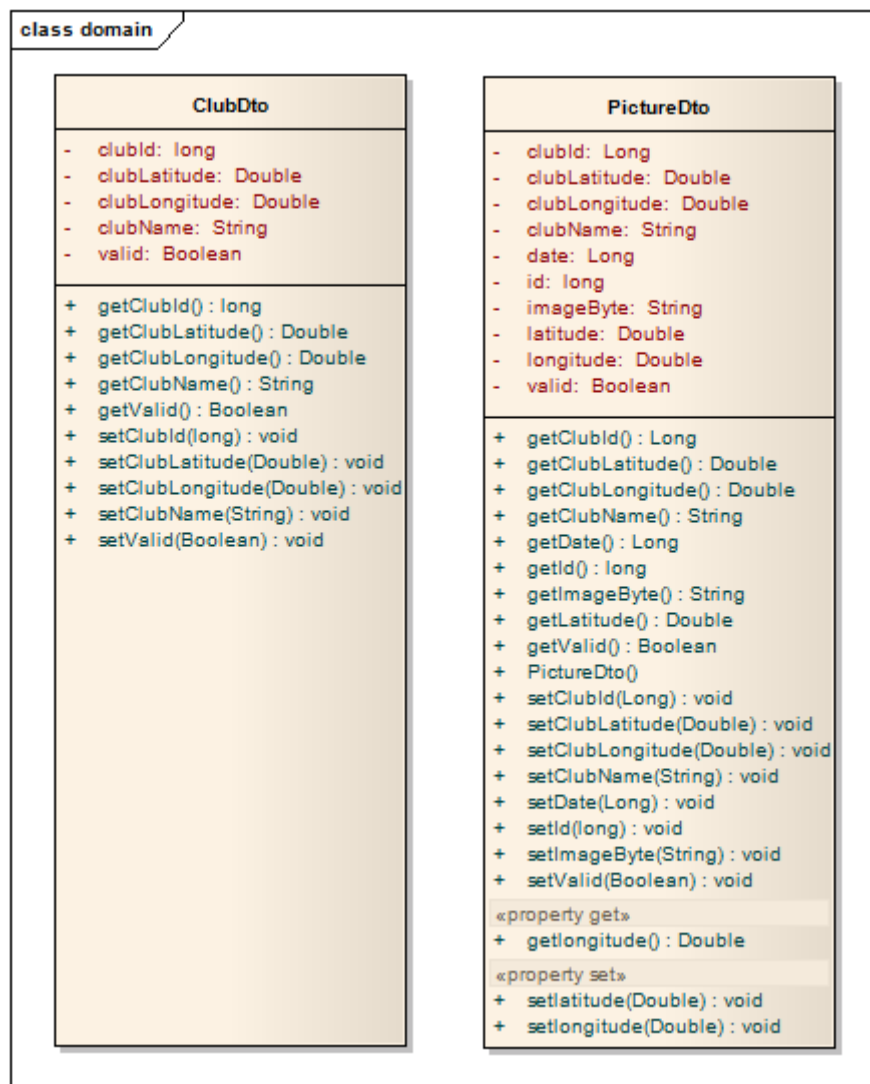 class domain
ClubDto
- clubId: long
- clubLatitude: Double
- clubLongitude: Double
- clubName: String
- valid: Boolean
+ getClubId() : long
+ getClubLatitude() : Double
+ getClubLongitude() : Double
+ getClubName() : String
+ getValid() : Boolean
+ setClubId(long) : void
+ setClubLatitude(Double) : void
+ setClubLongitude(Double) : void
+ setClubName(String) : void
+ setValid(Boolean) : void
PictureDto
- clubId: Long
- clubLatitude: Double
- clubLongitude: Double
- clubName: String
- date: Long
- id: long
- imageByte: String
- latitude: Double
- longitude: Double
- valid: Boolean
+ getClubId() : Long
+ getClubLatitude() : Double
+ getClubLongitude() : Double
+ getClubName() : String
+ getDate() : Long
+ getId() : long
+ getImageByte() : String
+ getLatitude() : Double
+ getValid() : Boolean
+ PictureDto()
+ setClubId(Long) : void
+ setClubLatitude(Double) : void
+ setClubLongitude(Double) : void
+ setClubName(String) : void
+ setDate(Long) : void
+ setId(long) : void
+ setImageByte(String) : void
+ setValid(Boolean) : void
«property get»
+ getlongitude() : Double
«property set»
+ setlatitude(Double) : void
+ setlongitude(Double) : void